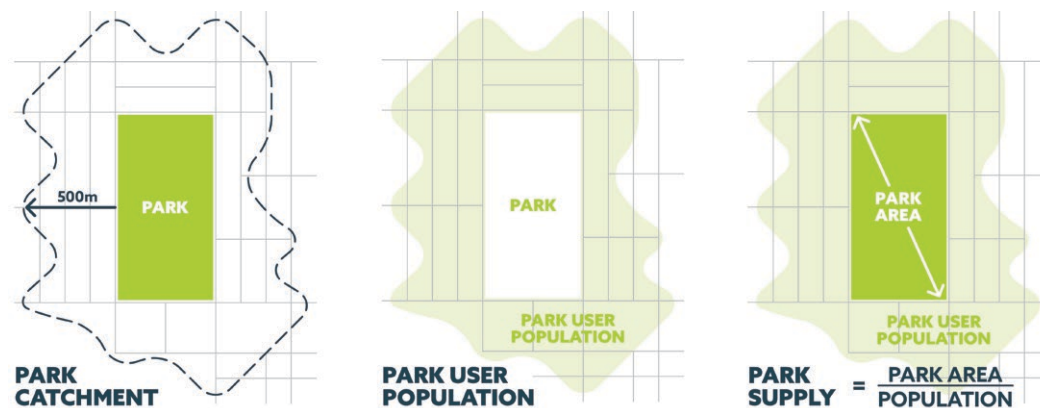 500m
PARK
PARK
CATCHMENT
PARK
PARK USER
POPULATION
PARK USER
POPULATION
PARK
AREA
PARK USER
POPULATION
PARK
SUPPLY = PARK AREA
POPULATION